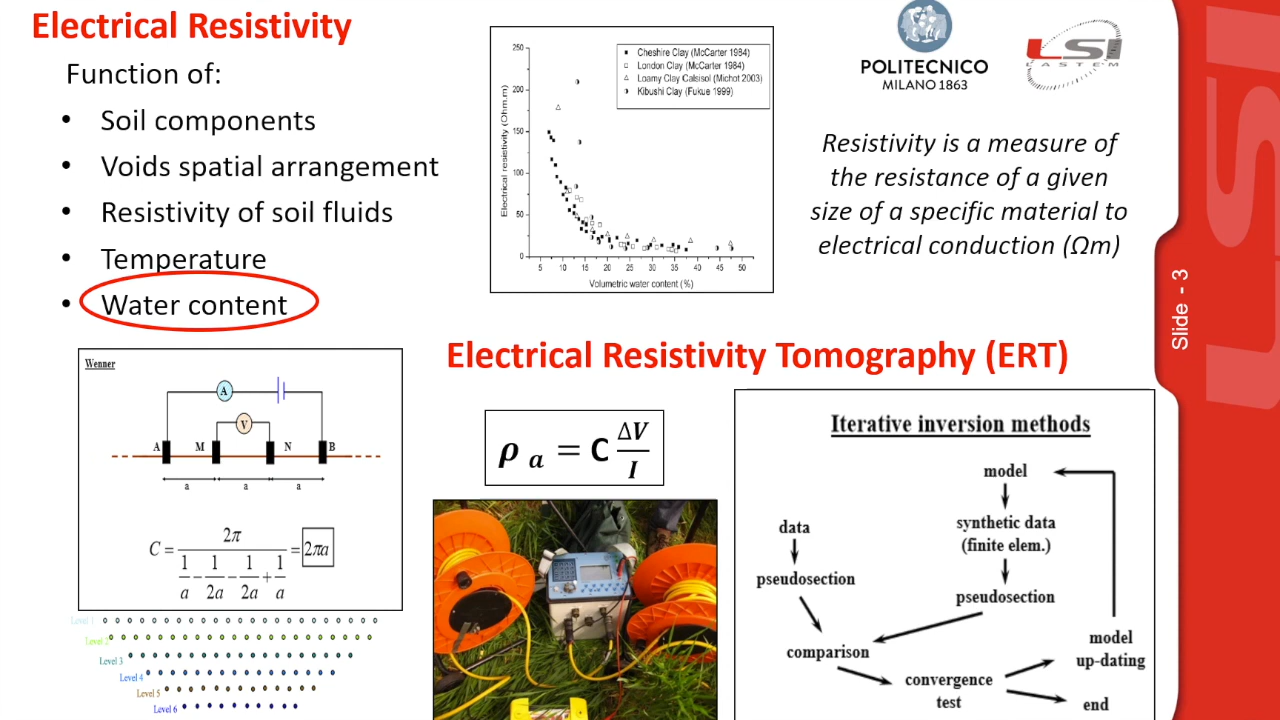 Electrical Resistivity
Function of:
• Soil components
• Voids spatial arrangement
• Resistivity of soil fluids
• Temperature
• Water content
Electrical resistivity (Ohm.m)
250
200
150
100
50
0
5 10 15 20 25 30 35 40 45 50
Volumetric water content (%)
Cheshire Clay (McCarter 1984)
London Clay (McCarter 1984)
Loamy Clay Calsisol (Michot 2003)
Kibushi Clay (Fukue 1999)
POLITECNICO
MILANO 1863
LSI
LASTEM
Resistivity is a measure of
the resistance of a given
size of a specific material to
electrical conduction (Ωm)
Slide - 3
LSI
Wenner
A
V
A M N B
a a a
C = 2π / (1/a - 1/2a - 1/2a + 1/a) = 2πa
Level 1
Level 2
Level 3
Level 4
Level 5
Level 6
Electrical Resistivity Tomography (ERT)
ρ a = C ΔV/I
Iterative inversion methods
model
synthetic data
(finite elem.)
pseudosection
data
pseudosection
comparison
convergence
test
model
up-dating
end